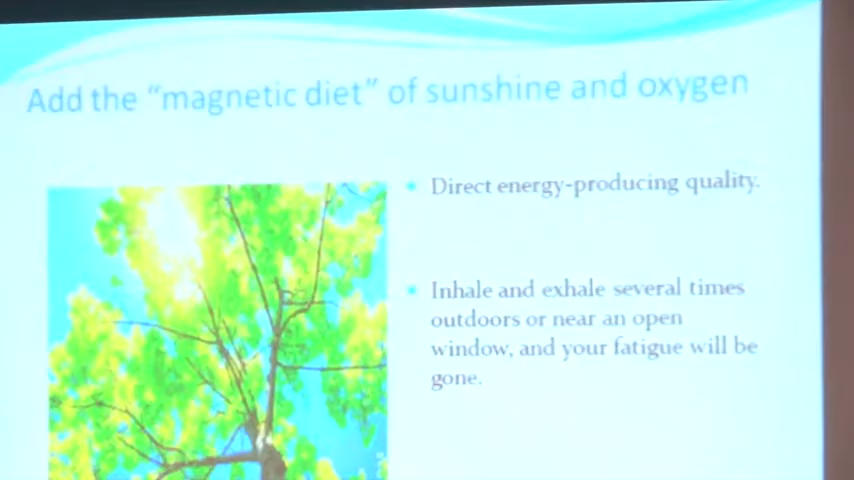 Add the “magnetic diet” of sunshine and oxygen
Direct energy-producing quality.
Inhale and exhale several times
outdoors or near an open
window, and your fatigue will be
gone.